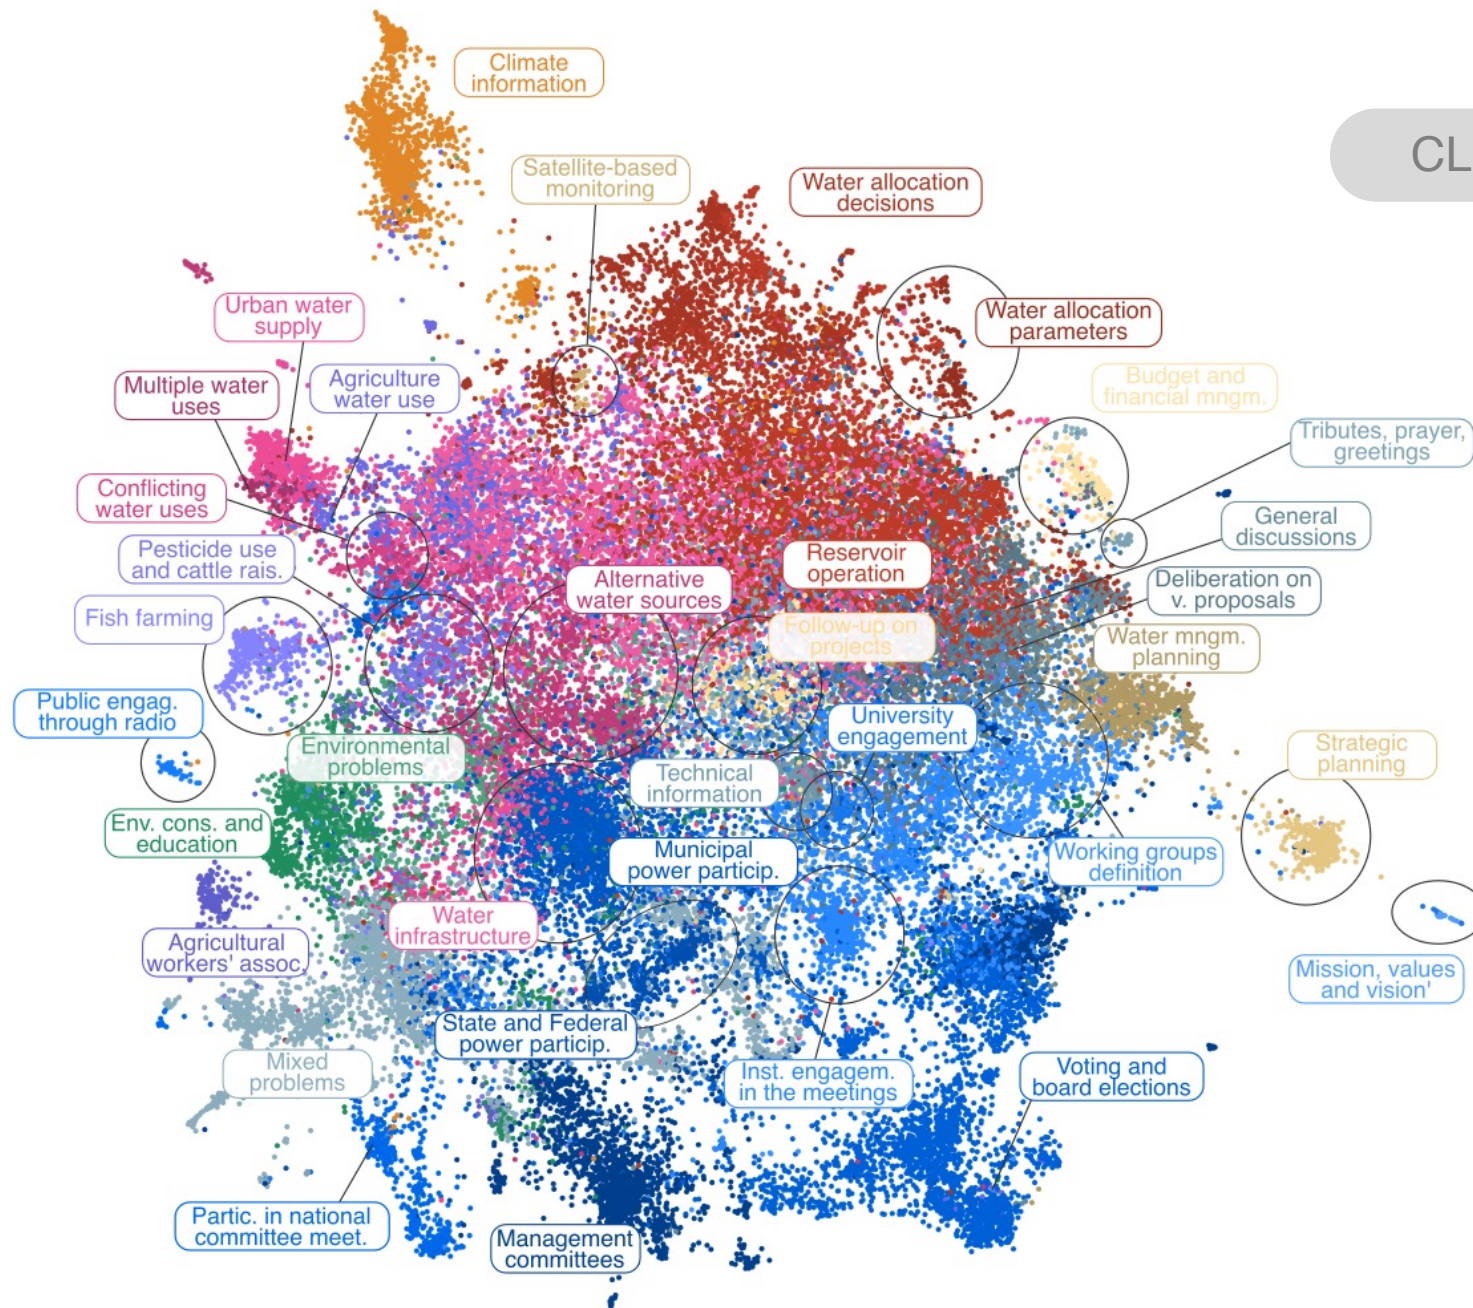 Climate
information
CL
Satellite-based
monitoring
Water allocation
decisions
Urban water
supply
Water allocation
parameters
Multiple water
uses
Agriculture
water use
Budget and
financial mngm.
Tributes, prayer,
greetings
Conflicting
water uses
General
discussions
Pesticide use
and cattle rais.
Reservoir
operation
Alternative
water sources
Deliberation on
v. proposals
Fish farming
Follow-up on
projects
Water mngm.
planning
Public engag.
through radio
University
engagement
Environmental
problems
Strategic
planning
Technical
information
Env. cons. and
education
Municipal
power particip.
Working groups
definition
Water
infrastructure
Agricultural
workers' assoc.
Mission, values
and vision'
State and Federal
power particip.
Mixed
problems
Inst. engagem.
in the meetings
Voting and
board elections
Partic. in national
committee meet.
Management
committees